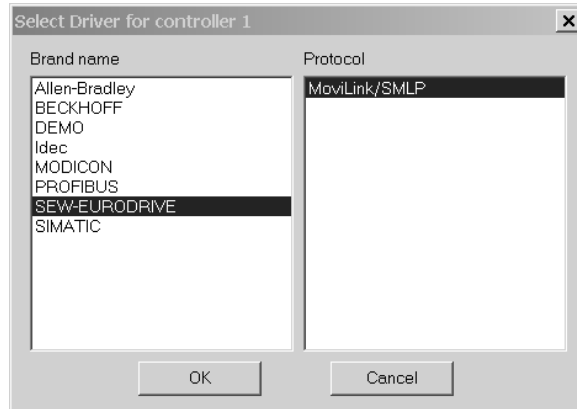 Select Driver for controller 1
Brand name
Protocol
Allen-Bradley
BECKHOFF
DEMO
Idec
MODICON
PROFIBUS
SEW-EURODRIVE
SIMATIC
MoviLink/SMLP
OK
Cancel